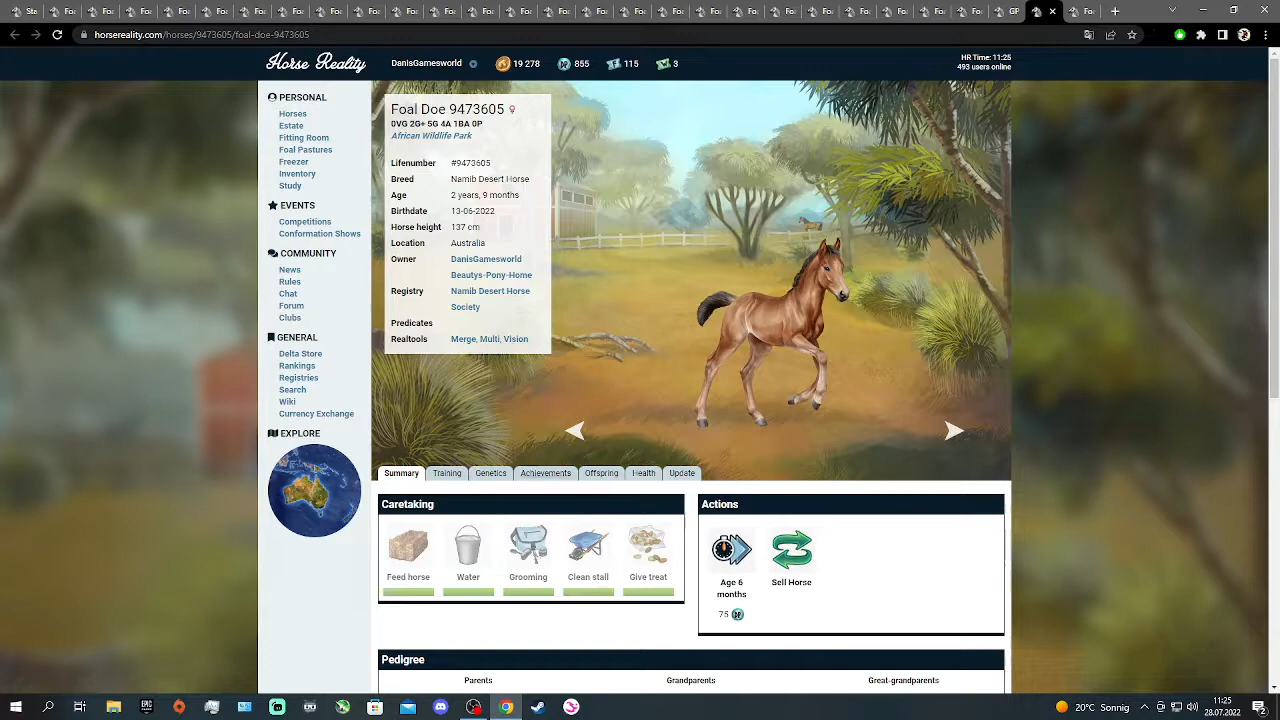 horsereality.com/horses/9473605/foal-doe-9473605
Horse Reality
DanisGamesworld 19 278 855 115 3
HR Time: 11:25
493 users online
PERSONAL
Horses
Estate
Fitting Room
Foal Pastures
Freezer
Inventory
Study
EVENTS
Competitions
Conformation Shows
COMMUNITY
News
Rules
Chat
Forum
Clubs
GENERAL
Delta Store
Rankings
Registries
Search
Wiki
Currency Exchange
EXPLORE
Foal Doe 9473605 ♀
0VG 2G+ 5G 4A 1BA 0P
African Wildlife Park
Lifenumber #9473605
Breed Namib Desert Horse
Age 2 years, 9 months
Birthdate 13-06-2022
Horse height 137 cm
Location Australia
Owner DanisGamesworld
Beautys-Pony-Home
Registry Namib Desert Horse
Society
Predicates
Realtools Merge, Multi, Vision
Summary Training Genetics Achievements Offspring Health Update
Caretaking
Feed horse Water Grooming Clean stall Give treat
Actions
Age 6
months
75
Sell Horse
Pedigree
Parents Grandparents Great-grandparents
20°C Sonnig
11:25
28.07.2022